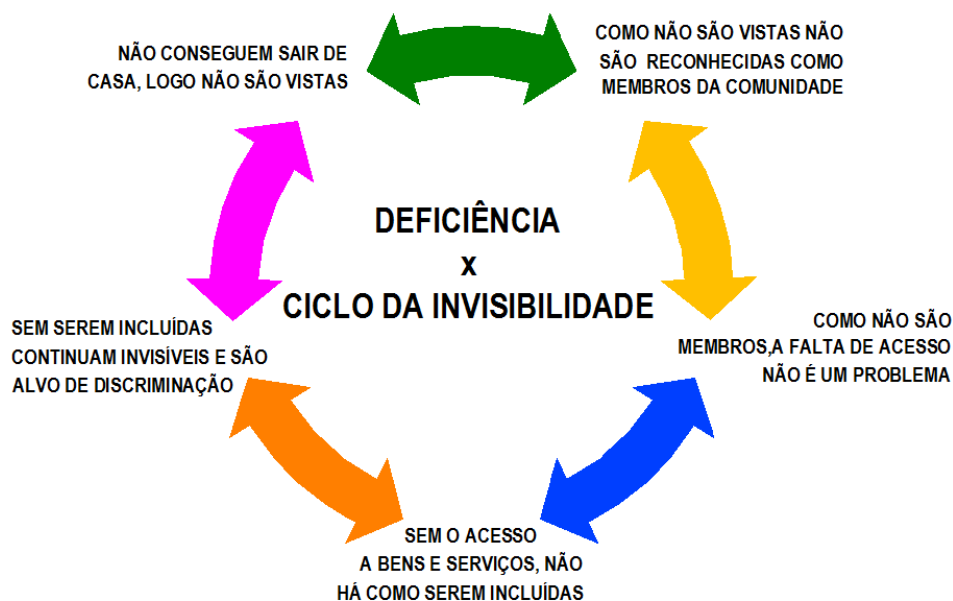 NÃO CONSEGUEM SAIR DE
CASA, LOGO NÃO SÃO VISTAS
COMO NÃO SÃO VISTAS NÃO
SÃO RECONHECIDAS COMO
MEMBROS DA COMUNIDADE
DEFICIÊNCIA
x
CICLO DA INVISIBILIDADE
COMO NÃO SÃO
MEMBROS,A FALTA DE ACESSO
NÃO É UM PROBLEMA
SEM O ACESSO
A BENS E SERVIÇOS, NÃO
HÁ COMO SEREM INCLUÍDAS
SEM SEREM INCLUÍDAS
CONTINUAM INVISÍVEIS E SÃO
ALVO DE DISCRIMINAÇÃO